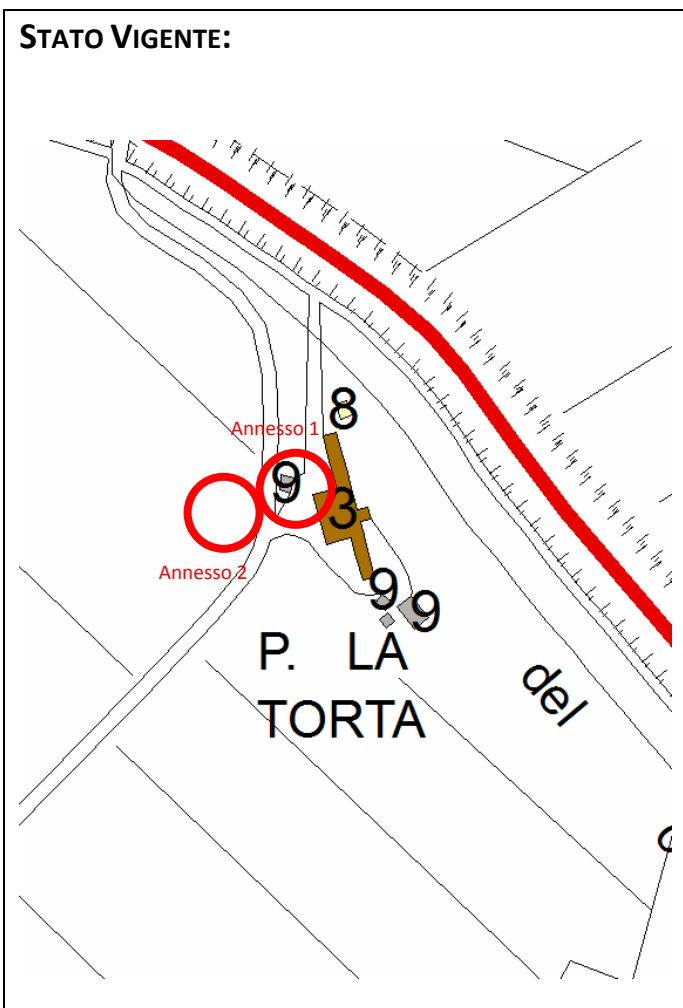 STATO VIGENTE:
8
Annesso 1
9
3
Annesso 2
9
9
P. LA
TORTA
del